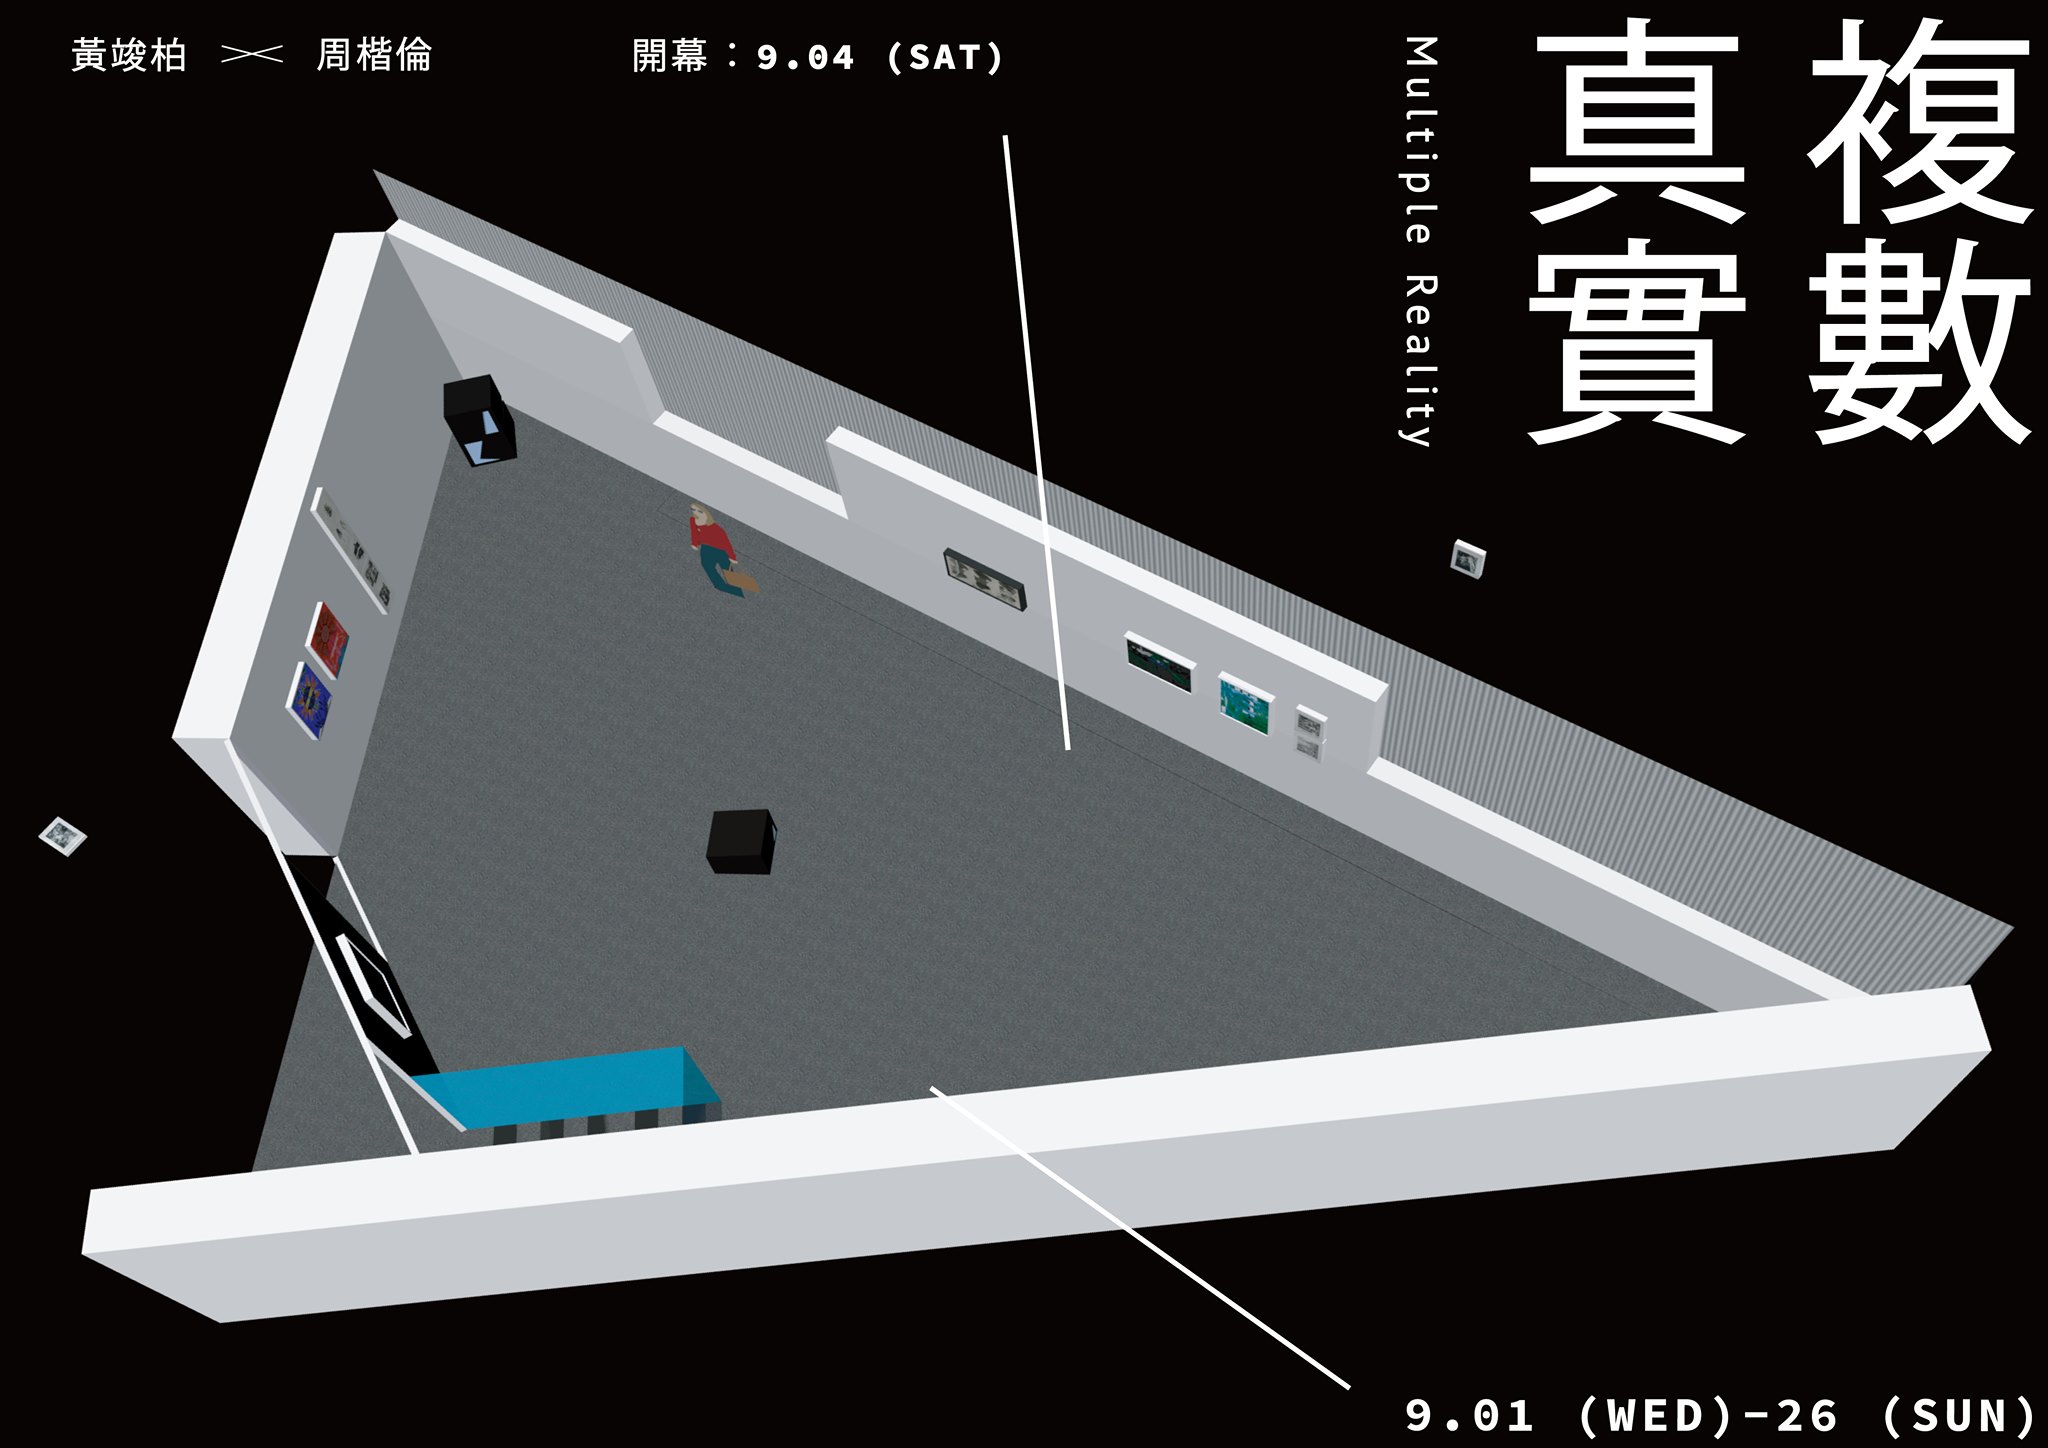 黃竣柏 × 周楷倫
開幕：9.04 (SAT)
複數
真實
Multiple Reality
9.01 (WED)-26 (SUN)